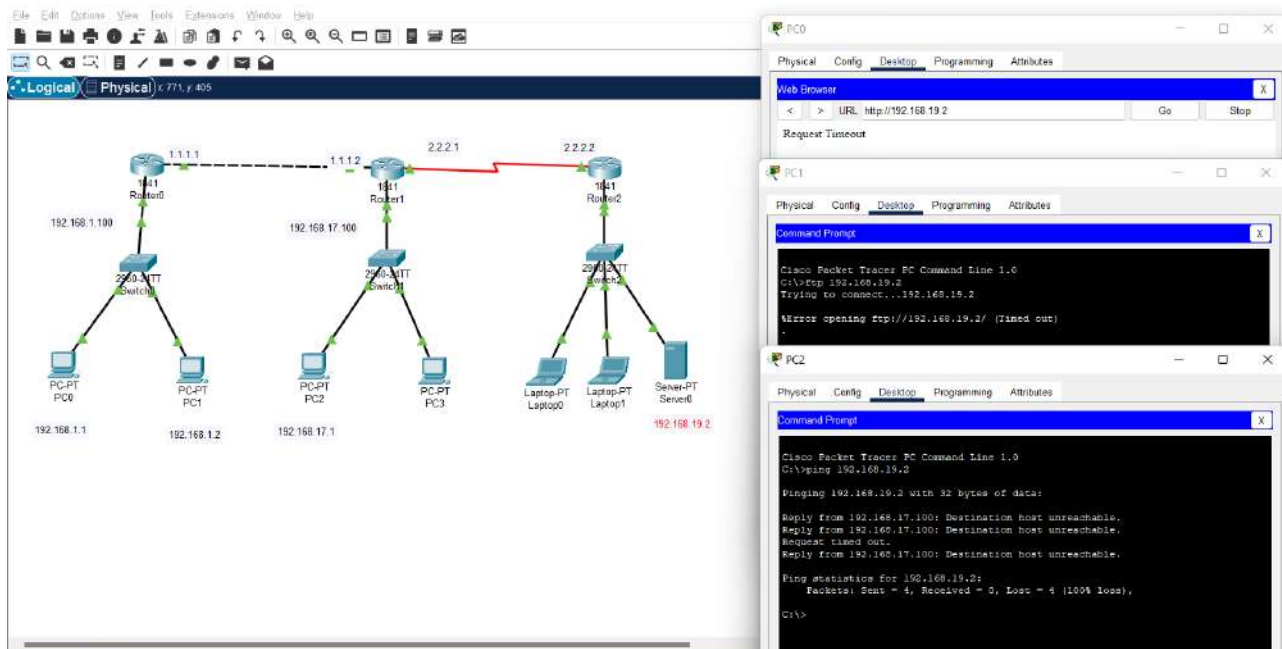 File Edit Options View Tools Extensions Window Help
Logical Physical x: 771, y: 405
1.1.1.1
1.1.1.2
2.2.2.1
2.2.2.2
1841
Router0
1841
Router1
1841
Router2
192.168.1.100
192.168.17.100
2960-24TT
Switch0
2960-24TT
Switch1
2960-24TT
Switch2
PC-PT
PC0
PC-PT
PC1
PC-PT
PC2
PC-PT
PC3
Laptop-PT
Laptop0
Laptop-PT
Laptop1
Server-PT
Server0
192.168.1.1
192.168.1.2
192.168.17.1
192.168.19.2
PC0
Physical Config Desktop Programming Attributes
Web Browser X
< > URL http://192.168.19.2 Go Stop
Request Timeout
PC1
Physical Config Desktop Programming Attributes
Command Prompt X
Cisco Packet Tracer PC Command Line 1.0
C:\>ftp 192.168.19.2
Trying to connect...192.168.19.2
%Error opening ftp://192.168.19.2/ (Timed out)
.
PC2
Physical Config Desktop Programming Attributes
Command Prompt X
Cisco Packet Tracer PC Command Line 1.0
C:\>ping 192.168.19.2
Pinging 192.168.19.2 with 32 bytes of data:
Reply from 192.168.17.100: Destination host unreachable.
Reply from 192.168.17.100: Destination host unreachable.
Request timed out.
Reply from 192.168.17.100: Destination host unreachable.
Ping statistics for 192.168.19.2:
Packets: Sent = 4, Received = 0, Lost = 4 (100% loss),
C:\>